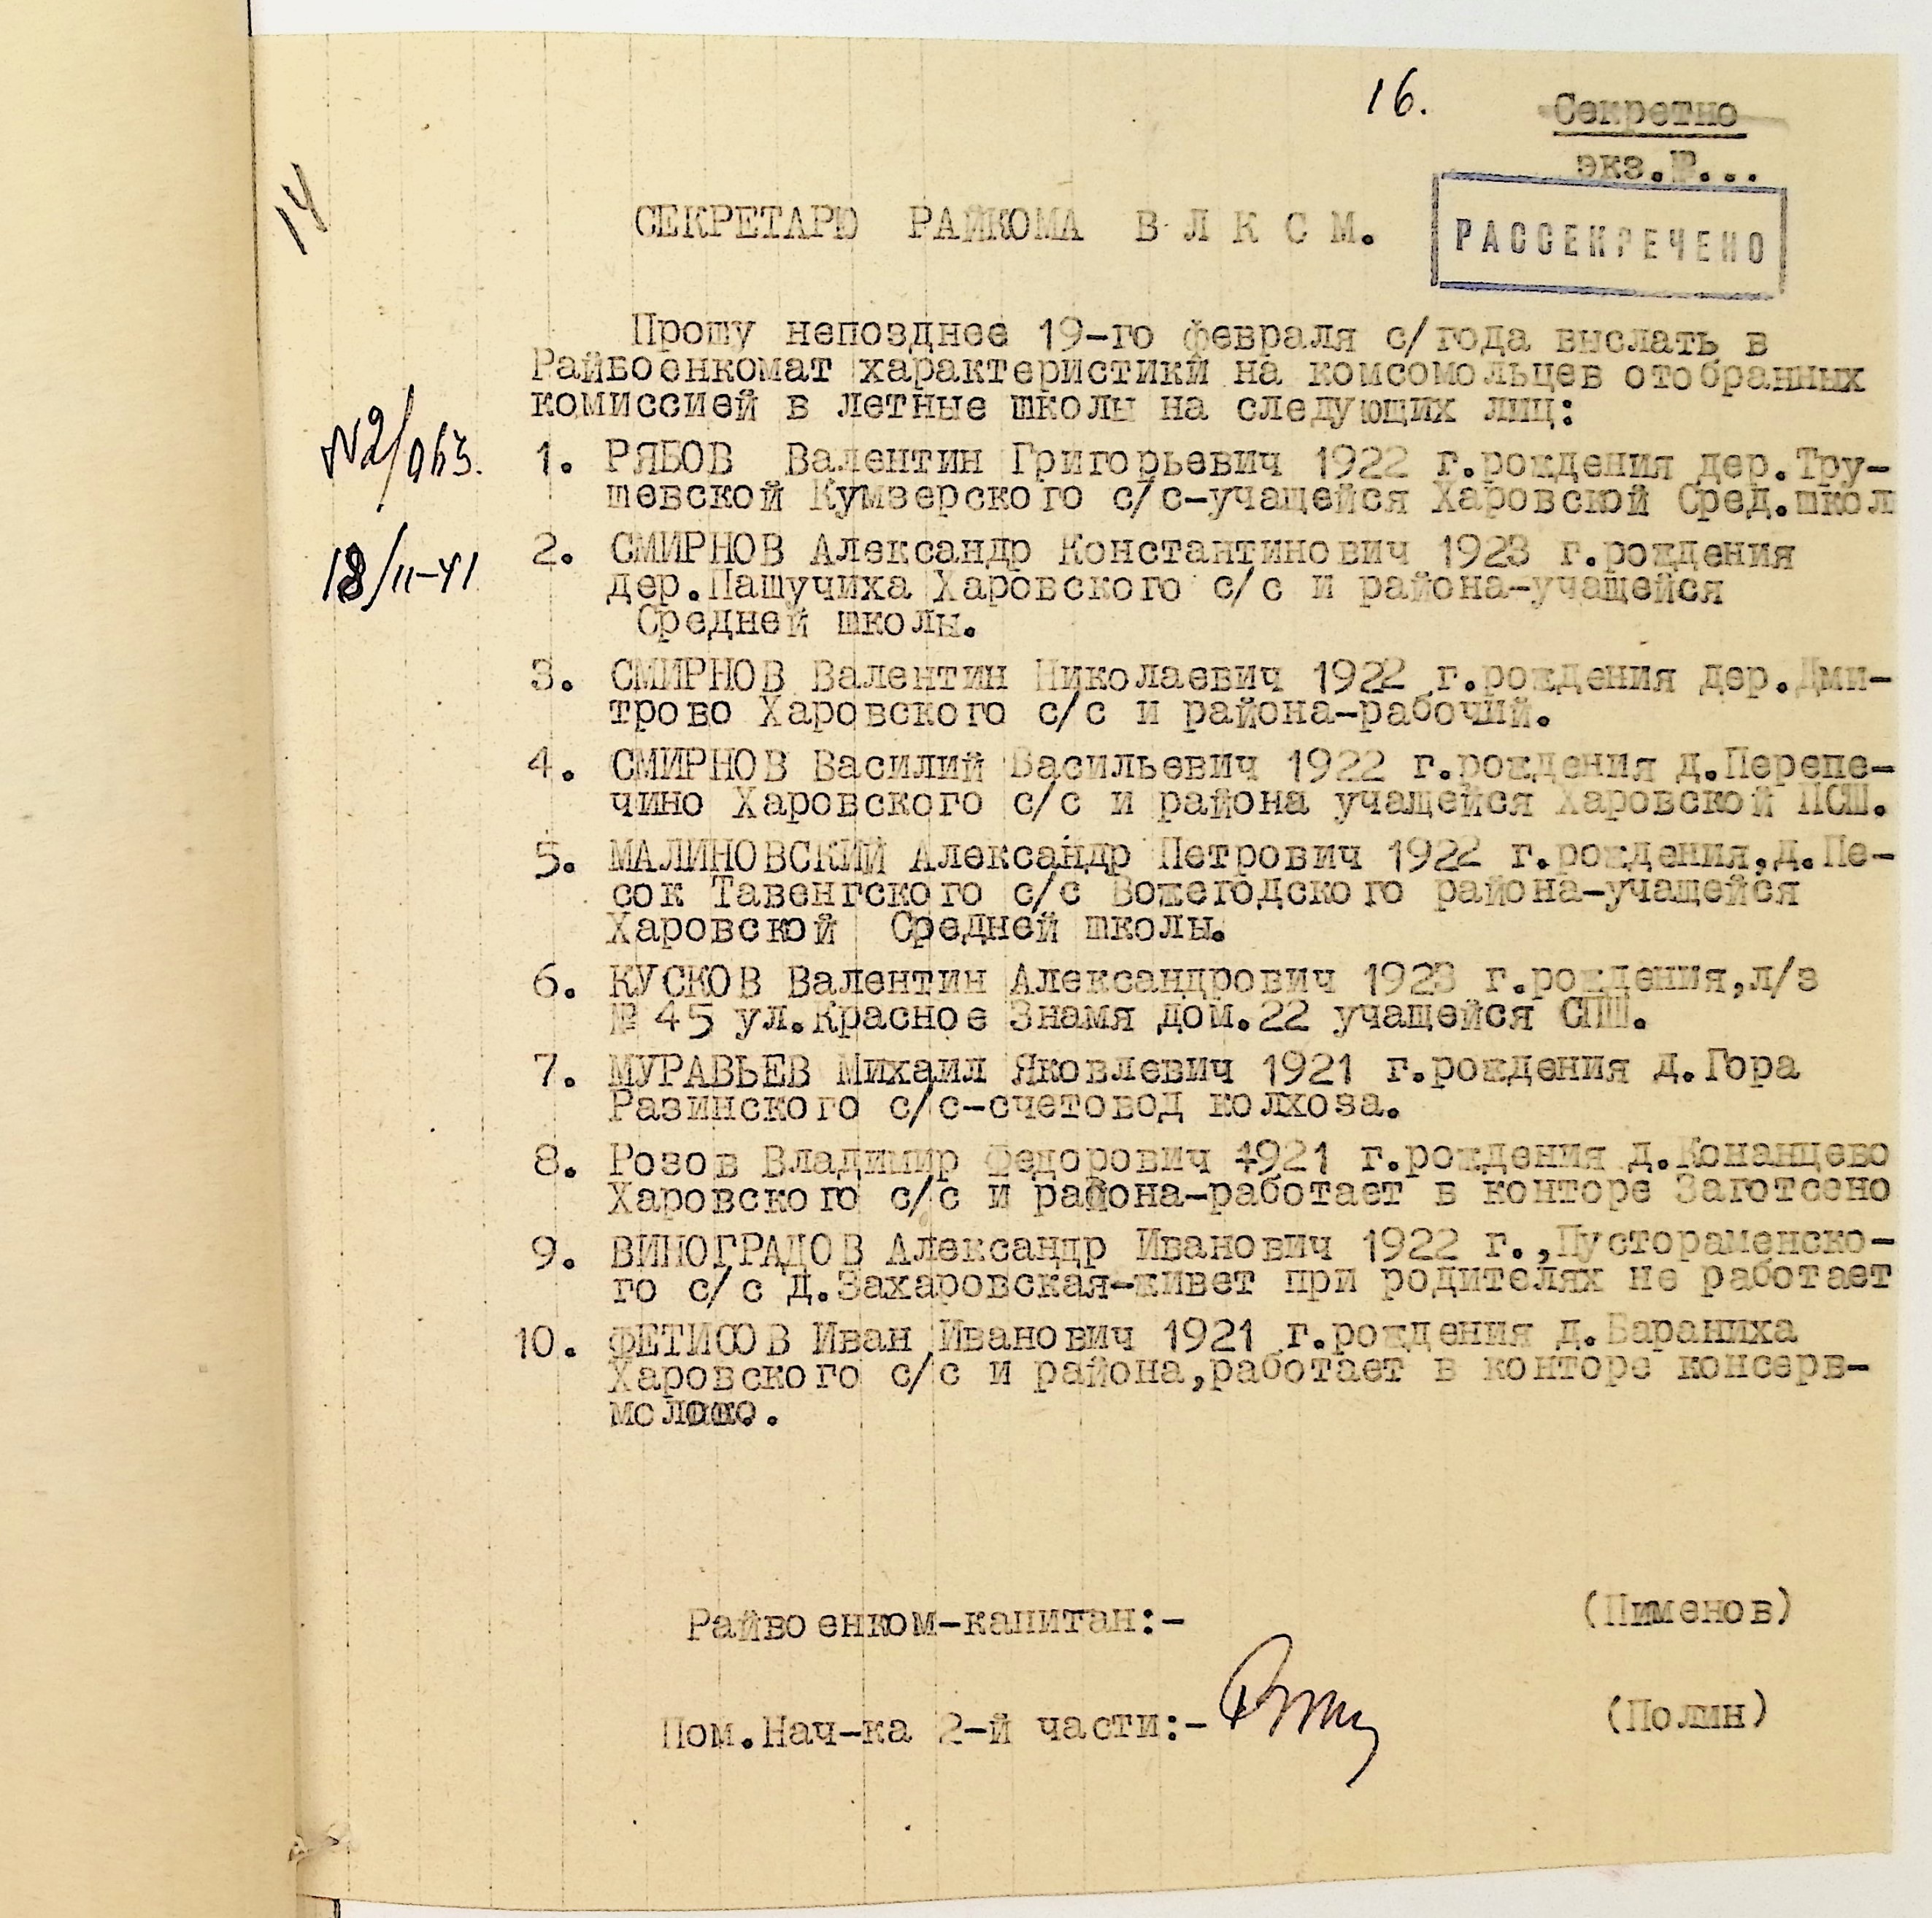 16.
Секретно
экз.№...
14
СЕКРЕТАРЮ РАЙКОМА В Л К С М.
РАССЕКРЕЧЕНО
Прошу непозднее 19-го февраля с/года выслать в
Райвоенкомат характеристики на комсомольцев отобранных
комиссией в летные школы на следующих лиц:
№2/063.
18/II-41
1. РЯБОВ Валентин Григорьевич 1922 г.рождения дер.Тру-
шевской Кумзерского с/с-учащейся Харовской Сред.школ
2. СМИРНОВ Александр Константинович 1923 г.рождения
дер.Пашучиха Харовского с/с и района-учащейся
Средней школы.
3. СМИРНОВ Валентин Николаевич 1922 г.рождения дер.Дми-
трово Харовского с/с и района-рабочий.
4. СМИРНОВ Василий Васильевич 1922 г.рождения д.Перепе-
чино Харовского с/с и района учащейся Харовской ПСШ.
5. МАЛИНОВСКИЙ Александр Петрович 1922 г.рождения,д.Пе-
сок Тавенгского с/с Вожегодского района-учащейся
Харовской Средней школы.
6. КУСКОВ Валентин Александрович 1923 г.рождения,л/з
№ 45 ул.Красное Знамя дом.22 учащейся СПШ.
7. МУРАВЬЕВ Михаил Яковлевич 1921 г.рождения д.Гора
Разинского с/с-счетовод колхоза.
8. Розов Владимир Федорович 1921 г.рождения д.Конанцево
Харовского с/с и района-работает в конторе Заготсено
9. ВИНОГРАДОВ Александр Иванович 1922 г.,Пустораменско-
го с/с д.Захаровская-живет при родителях не работает
10. ФЕТИСОВ Иван Иванович 1921 г.рождения д.Бараниха
Харовского с/с и района,работает в конторе консерв-
Райвоенком-капитан:- (Пименов)
Пом.Нач-ка 2-й части:- (Полин)